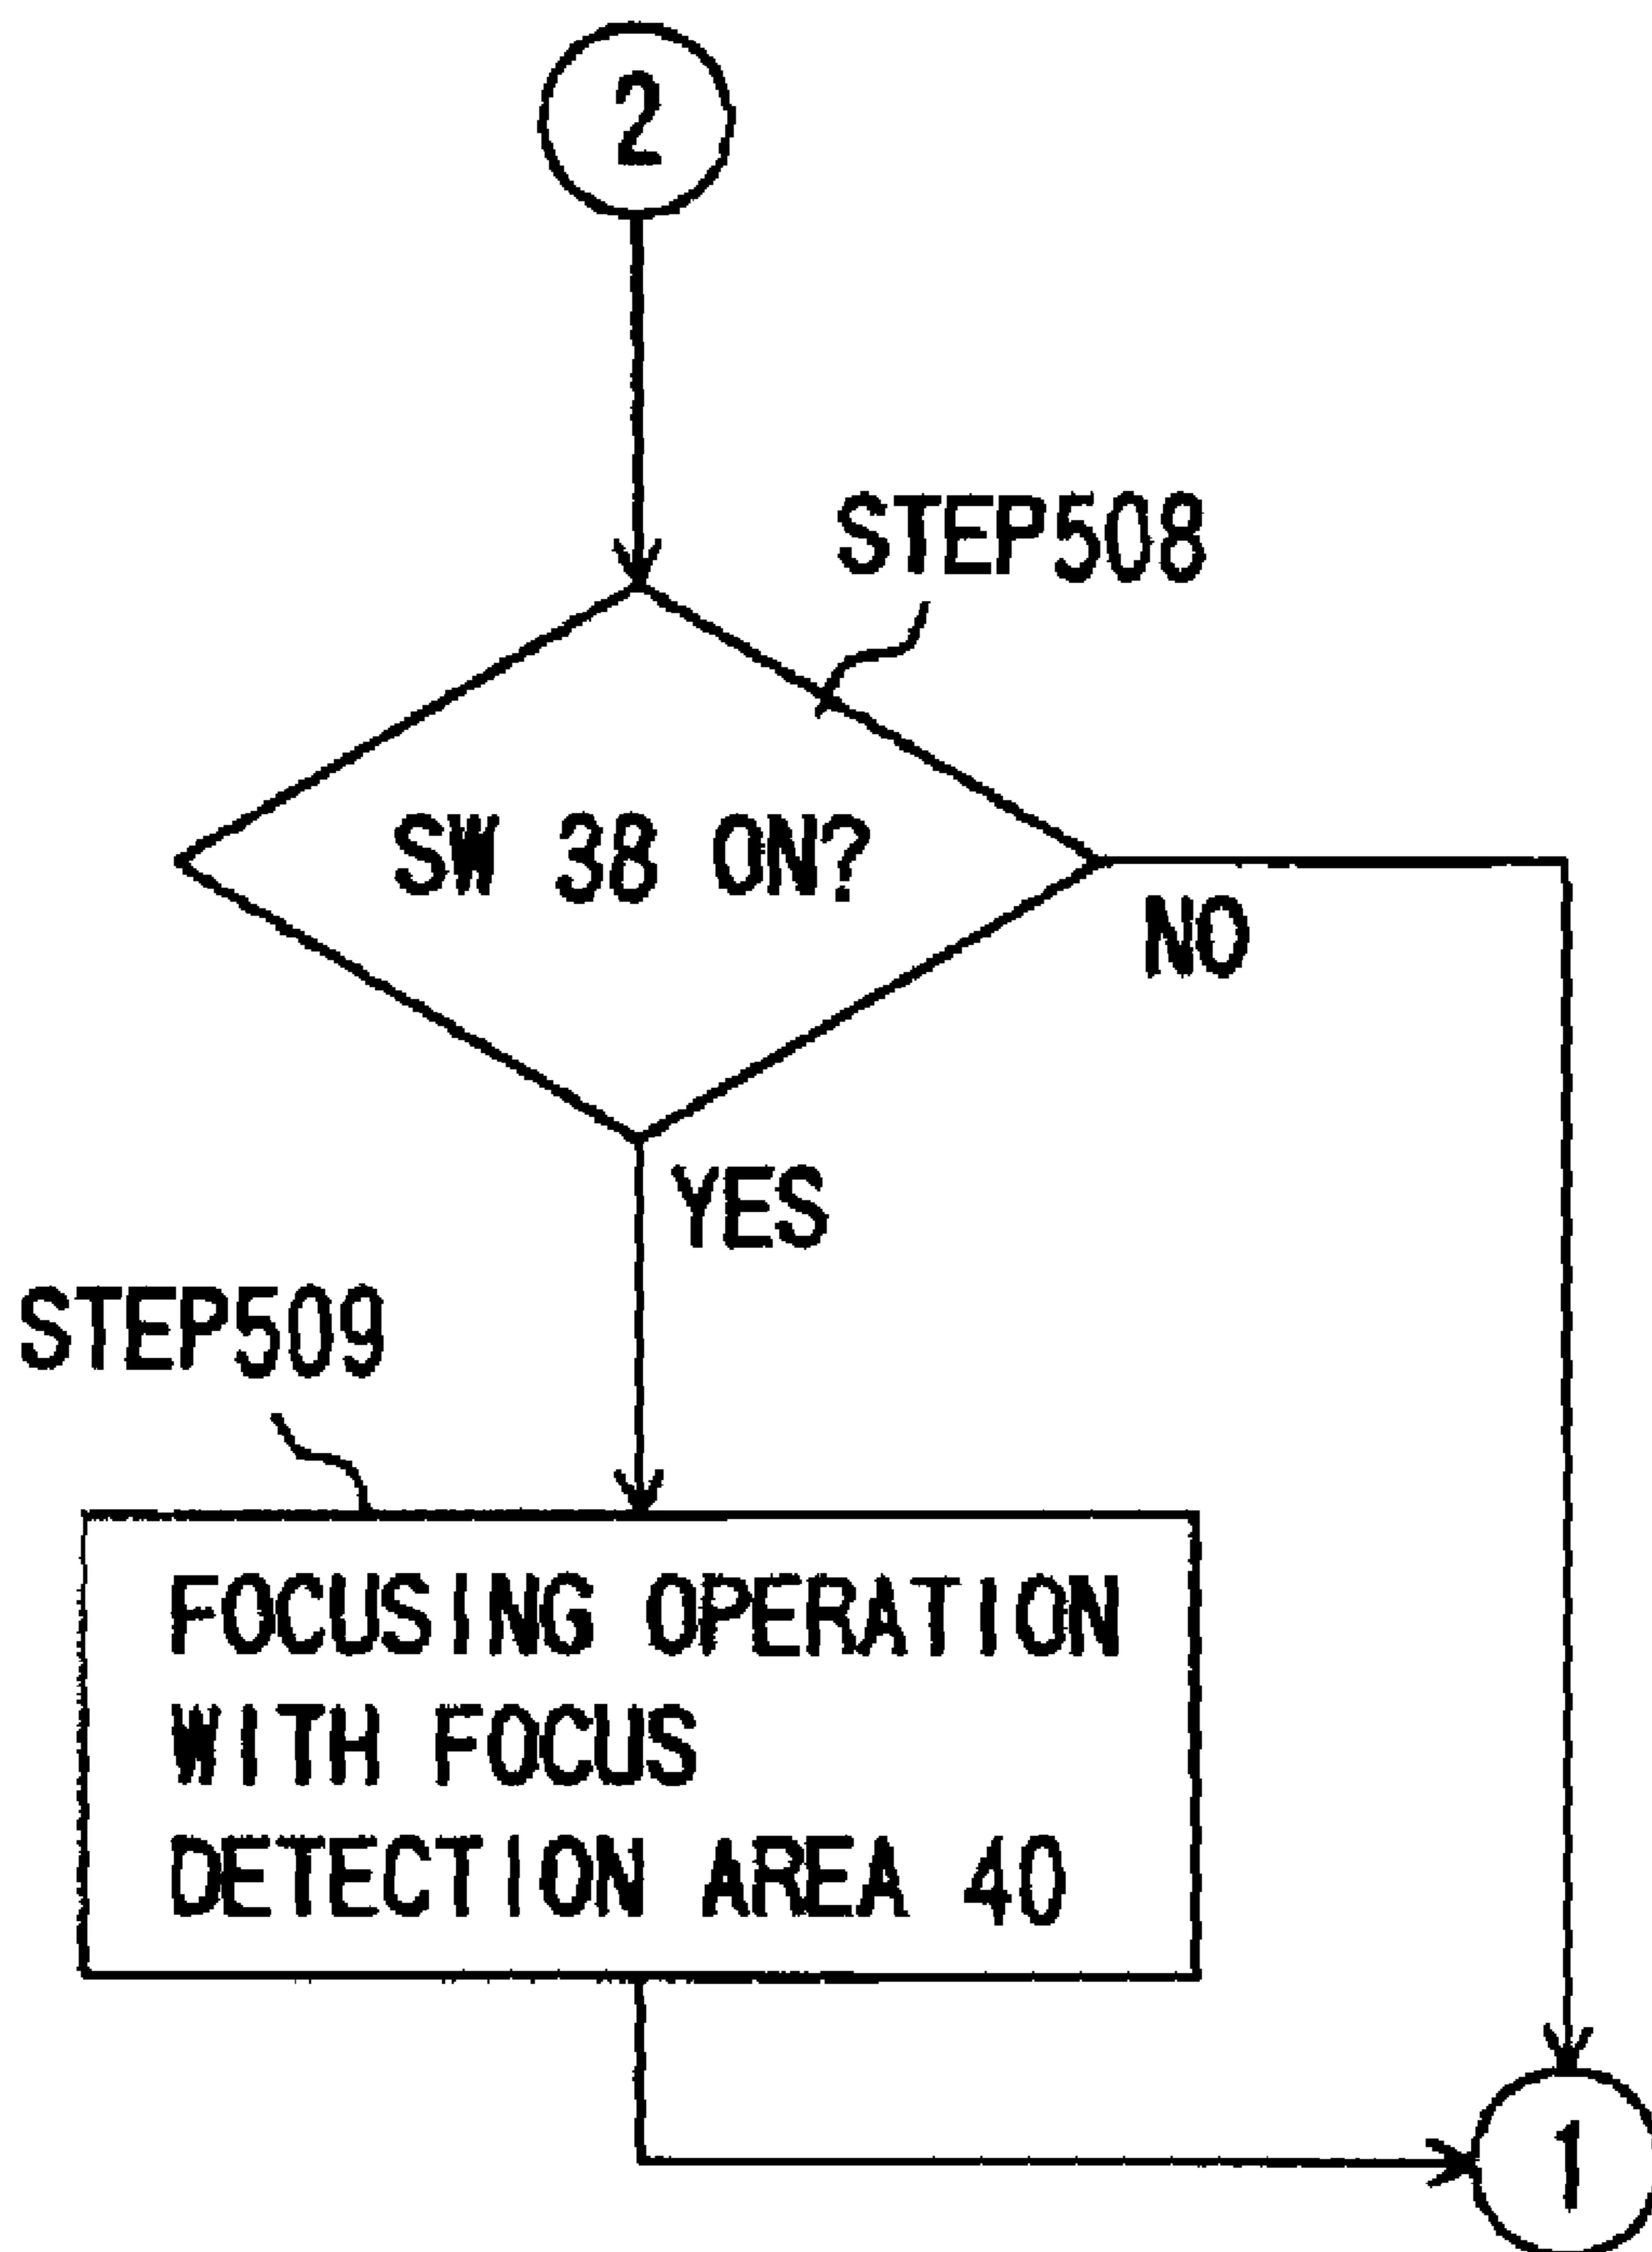 2
STEP508
SW 38 ON?
NO
YES
STEP509
FOCUSING OPERATION
WITH FOCUS
DETECTION AREA 40
1